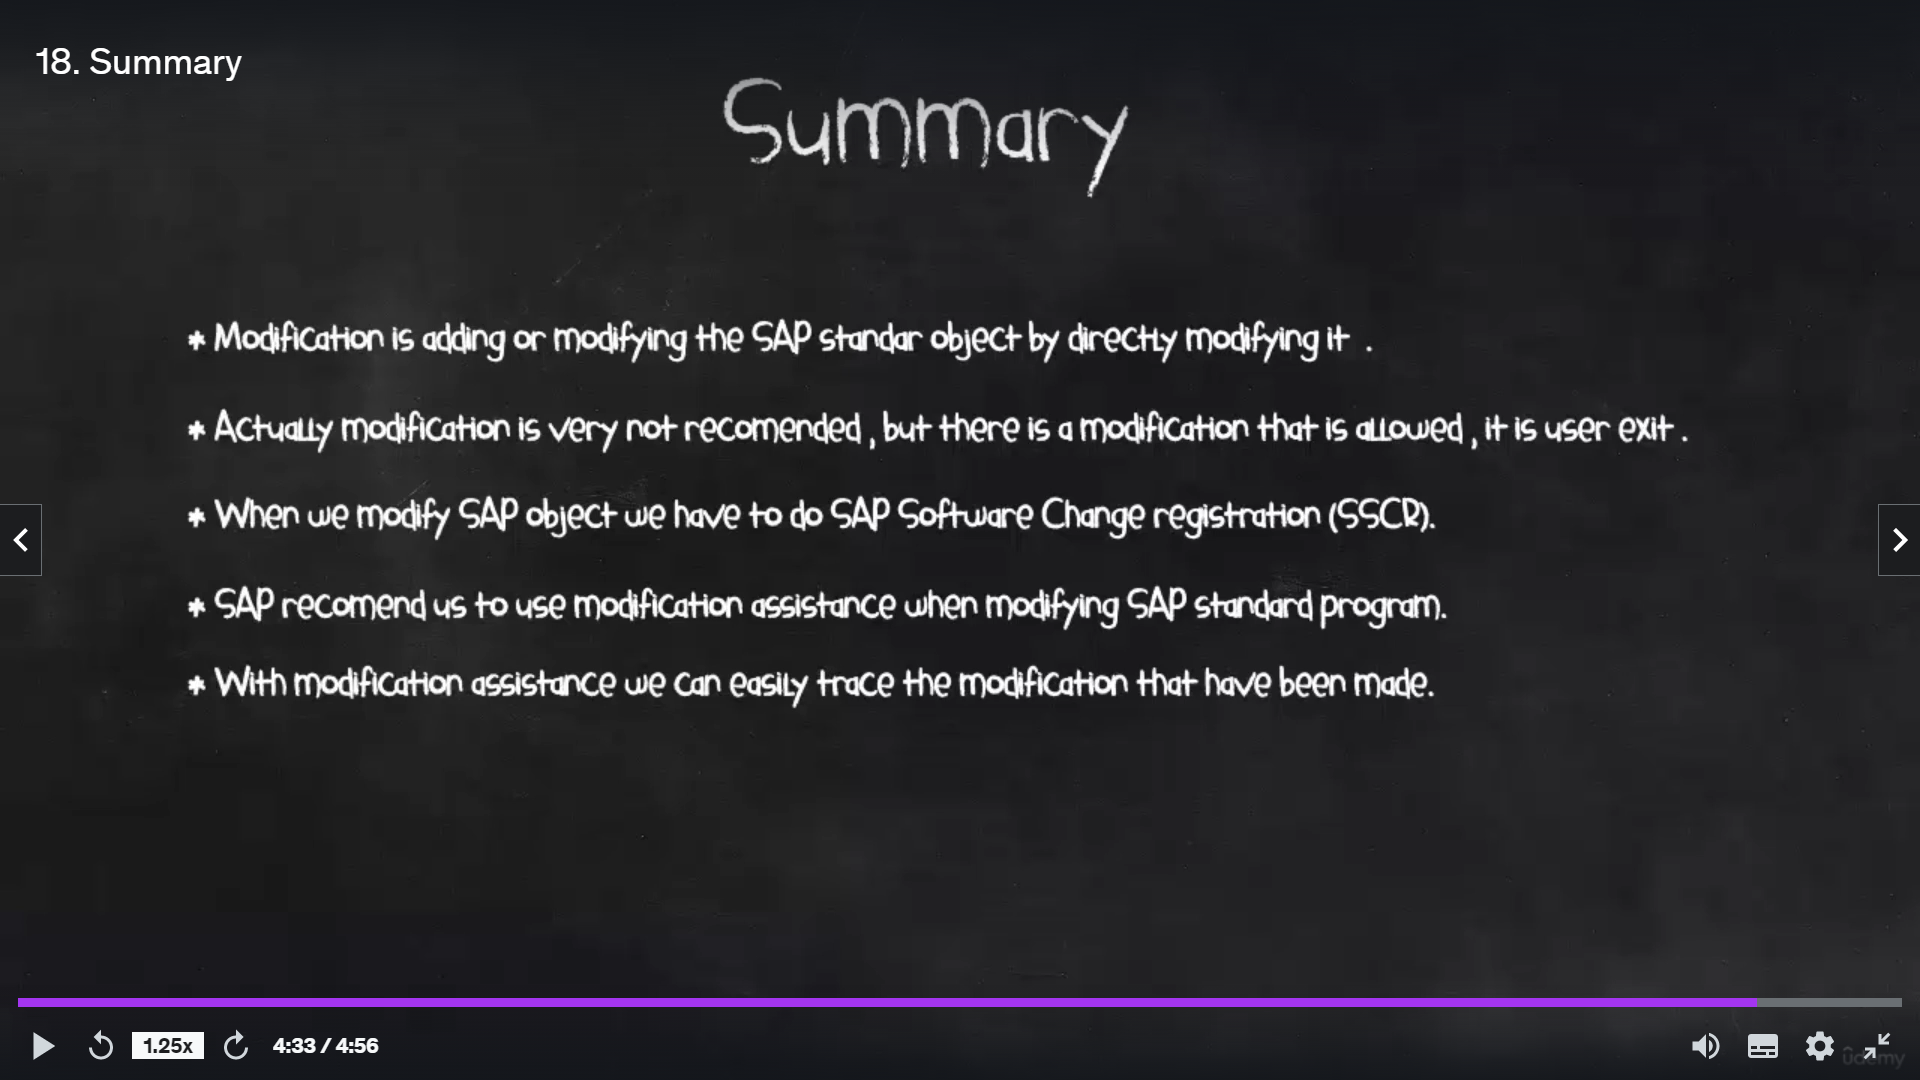 18. Summary
Summary
* Modification is adding or modifying the SAP standar object by directly modifying it .
* Actually modification is very not recomended , but there is a modification that is allowed , it is user exit .
* When we modify SAP object we have to do SAP Software Change registration (SSCR).
* SAP recomend us to use modification assistance when modifying SAP standard program.
* With modification assistance we can easily trace the modification that have been made.
1.25x
4:33 / 4:56
udemy